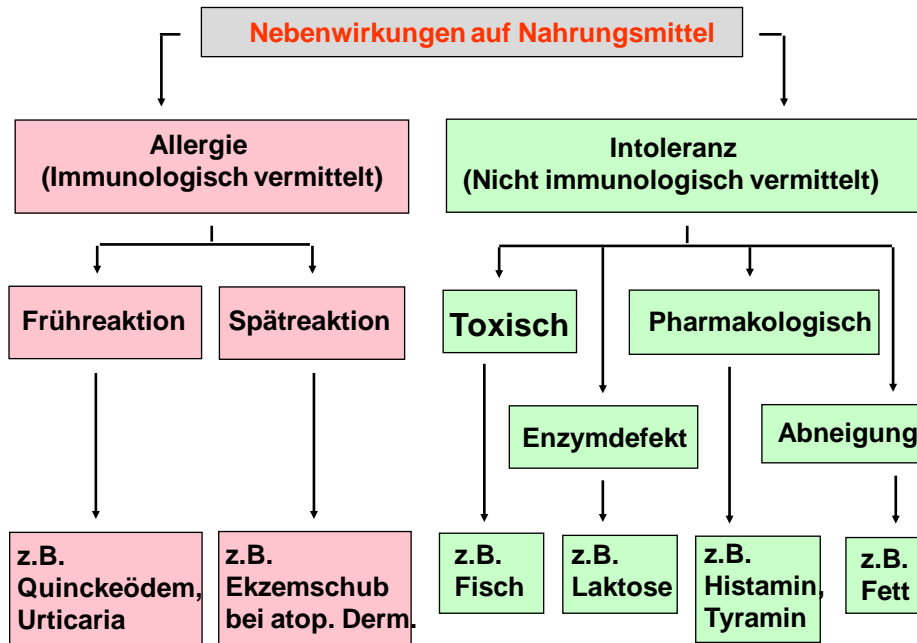 Nebenwirkungen auf Nahrungsmittel
Allergie
(Immunologisch vermittelt)
Intoleranz
(Nicht immunologisch vermittelt)
Frühreaktion
Spätreaktion
Toxisch
Pharmakologisch
Enzymdefekt
Abneigung
z.B.
Quinckeödem,
Urticaria
z.B.
Ekzemschub
bei atop. Derm.
z.B.
Fisch
z.B.
Laktose
z.B.
Histamin,
Tyramin
z.B.
Fett